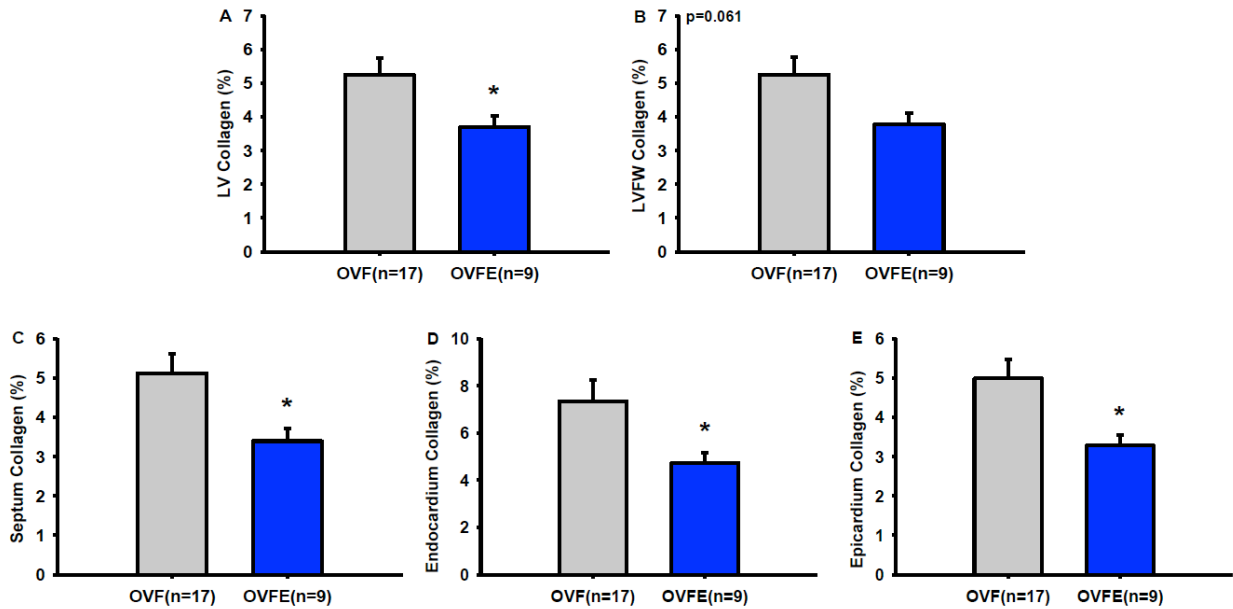 A
LV Collagen (%)
7
6
5
4
3
2
1
0
*
OVF(n=17) OVFE(n=9)
B
p=0.061
LVFW Collagen (%)
7
6
5
4
3
2
1
0
OVF(n=17) OVFE(n=9)
C
Septum Collagen (%)
6
5
4
3
2
1
0
*
OVF(n=17) OVFE(n=9)
D
Endocardium Collagen (%)
10
8
6
4
2
0
*
OVF(n=17) OVFE(n=9)
E
Epicardium Collagen (%)
6
5
4
3
2
1
0
*
OVF(n=17) OVFE(n=9)